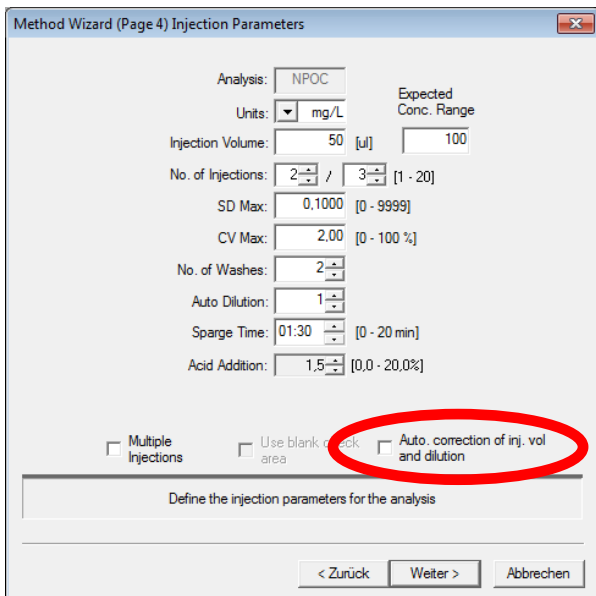 Method Wizard (Page 4) Injection Parameters
Analysis: NPOC
Expected
Units: mg/L Conc. Range
Injection Volume: 50 [ul] 100
No. of Injections: 2 / 3 [1 - 20]
SD Max: 0,1000 [0 - 9999]
CV Max: 2,00 [0 - 100 %]
No. of Washes: 2
Auto Dilution: 1
Sparge Time: 01:30 [0 - 20 min]
Acid Addition: 1,5 [0,0 - 20,0%]
Multiple
Injections
Use blank check
area
Auto. correction of inj. vol
and dilution
Define the injection parameters for the analysis
< Zurück Weiter > Abbrechen